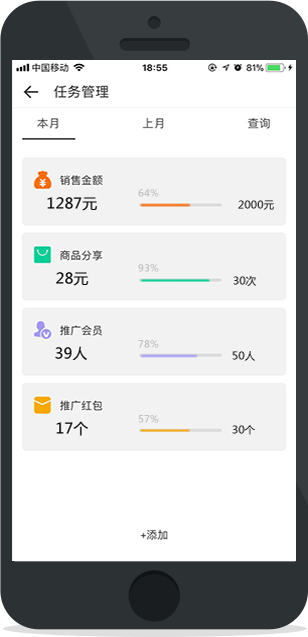 中国移动 18:55 81%
任务管理
本月 上月 查询
销售金额
64%
1287元 2000元
商品分享
93%
28元 30次
推广会员
78%
39人 50人
推广红包
57%
17个 30个
+添加